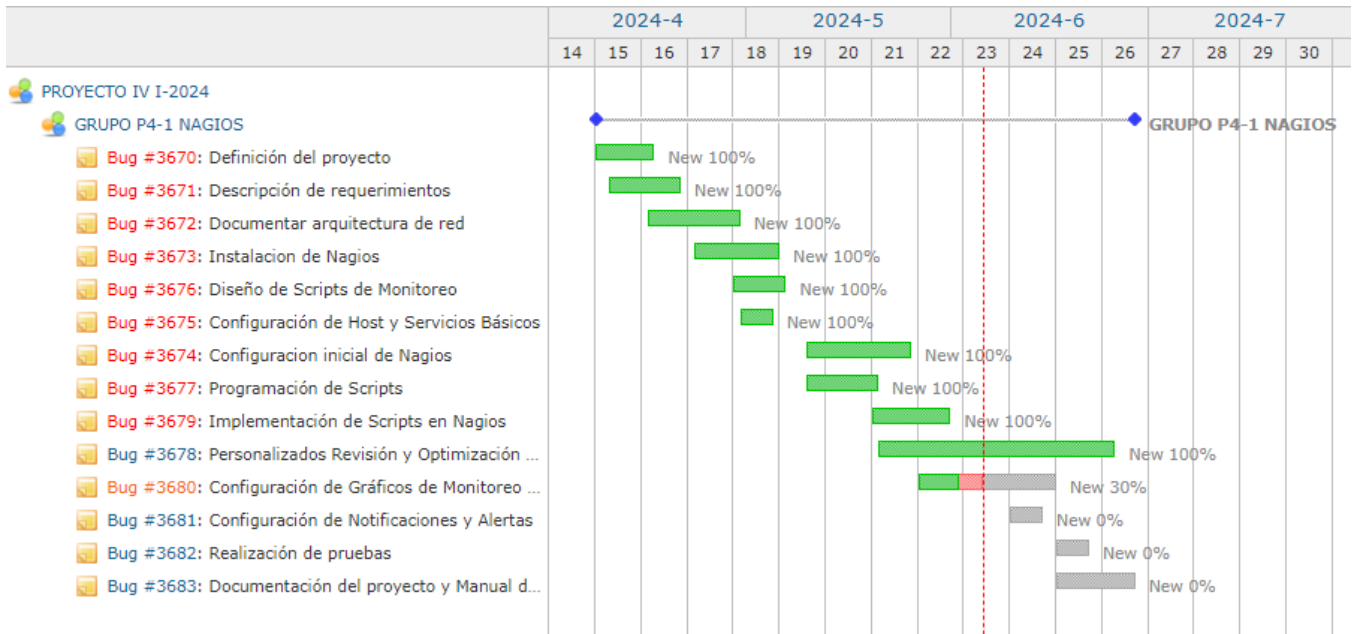 2024-4 2024-5 2024-6 2024-7
14 15 16 17 18 19 20 21 22 23 24 25 26 27 28 29 30
PROYECTO IV I-2024
GRUPO P4-1 NAGIOS GRUPO P4-1 NAGIOS
Bug #3670: Definición del proyecto New 100%
Bug #3671: Descripción de requerimientos New 100%
Bug #3672: Documentar arquitectura de red New 100%
Bug #3673: Instalacion de Nagios New 100%
Bug #3676: Diseño de Scripts de Monitoreo New 100%
Bug #3675: Configuración de Host y Servicios Básicos New 100%
Bug #3674: Configuracion inicial de Nagios New 100%
Bug #3677: Programación de Scripts New 100%
Bug #3679: Implementación de Scripts en Nagios New 100%
Bug #3678: Personalizados Revisión y Optimización ... New 100%
Bug #3680: Configuración de Gráficos de Monitoreo ... New 30%
Bug #3681: Configuración de Notificaciones y Alertas New 0%
Bug #3682: Realización de pruebas New 0%
Bug #3683: Documentación del proyecto y Manual d... New 0%